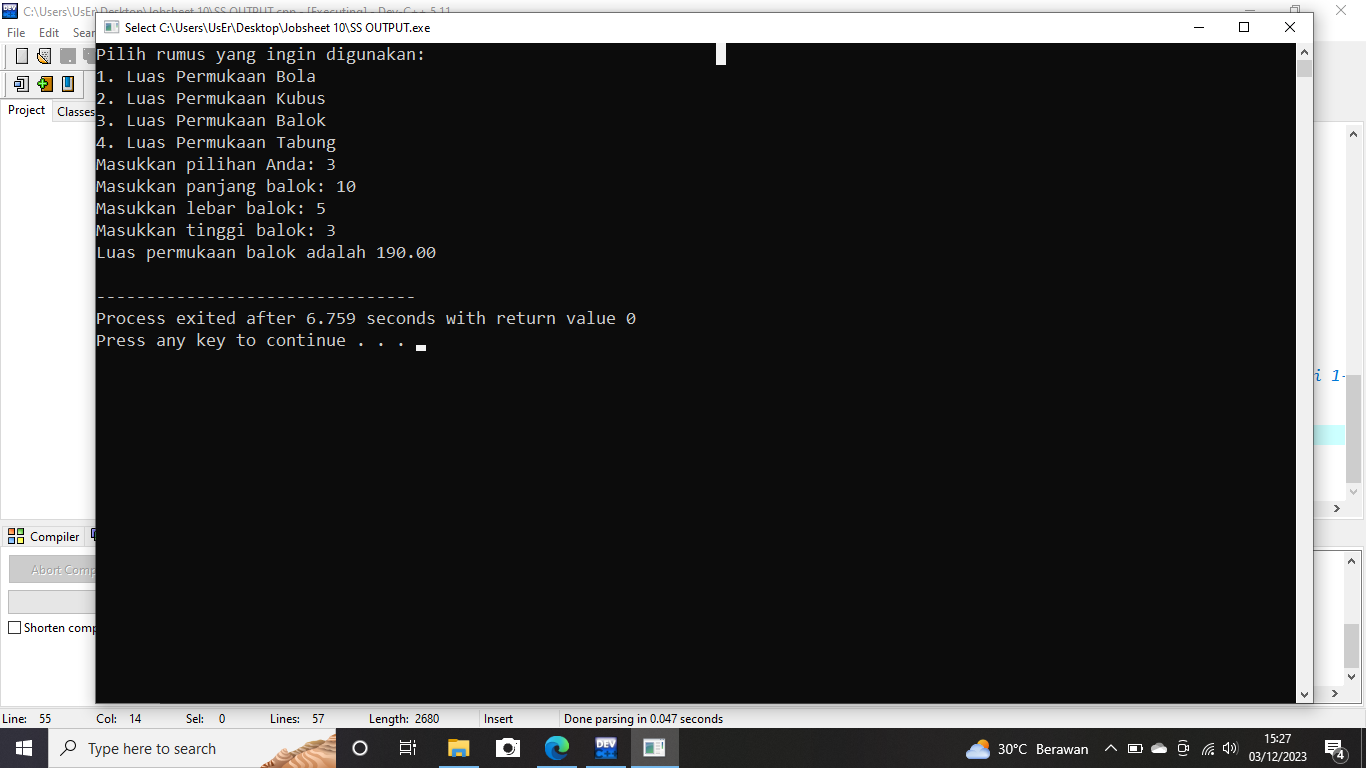 C:\Users\UsEr\Desktop\Jobsheet 10\SS OUTPUT.cpp - [Executing] - Dev-C++ 5.11
Select C:\Users\UsEr\Desktop\Jobsheet 10\SS OUTPUT.exe
File Edit Sear
Project Classes
Pilih rumus yang ingin digunakan:
1. Luas Permukaan Bola
2. Luas Permukaan Kubus
3. Luas Permukaan Balok
4. Luas Permukaan Tabung
Masukkan pilihan Anda: 3
Masukkan panjang balok: 10
Masukkan lebar balok: 5
Masukkan tinggi balok: 3
Luas permukaan balok adalah 190.00
--------------------------------
Process exited after 6.759 seconds with return value 0
Press any key to continue . . .
i 1-
Compiler
Abort Comp
Shorten comp
Line: 55 Col: 14 Sel: 0 Lines: 57 Length: 2680 Insert Done parsing in 0.047 seconds
Type here to search
DEV
30°C Berawan
15:27
03/12/2023
4